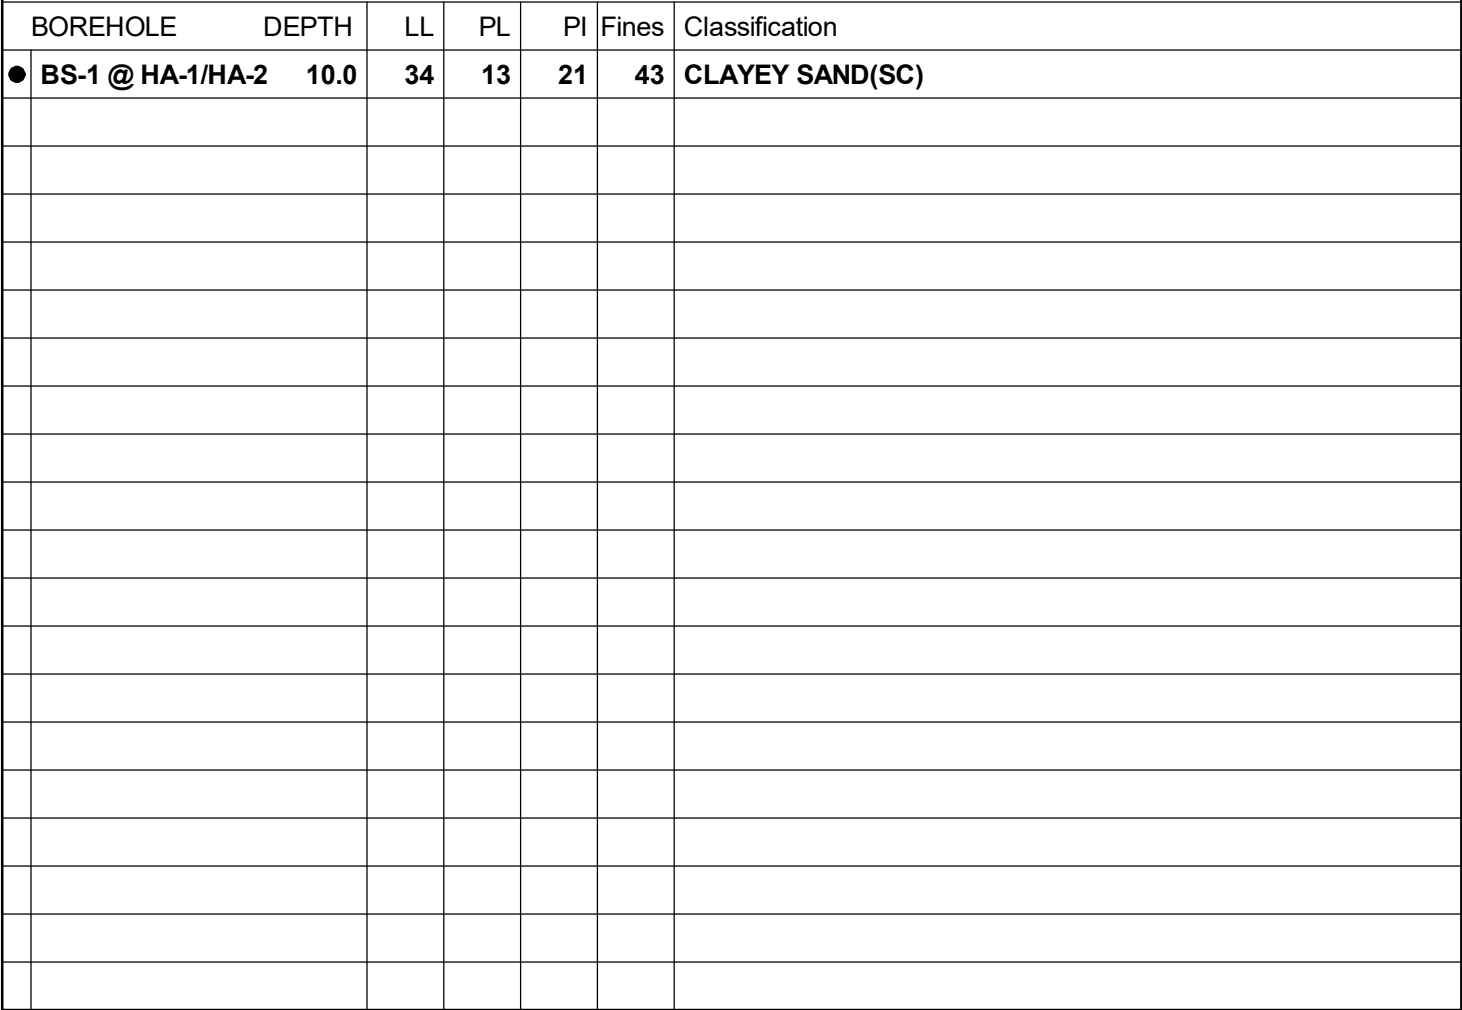 BOREHOLE DEPTH LL PL PI Fines Classification
● BS-1 @ HA-1/HA-2 10.0 34 13 21 43 CLAYEY SAND(SC)